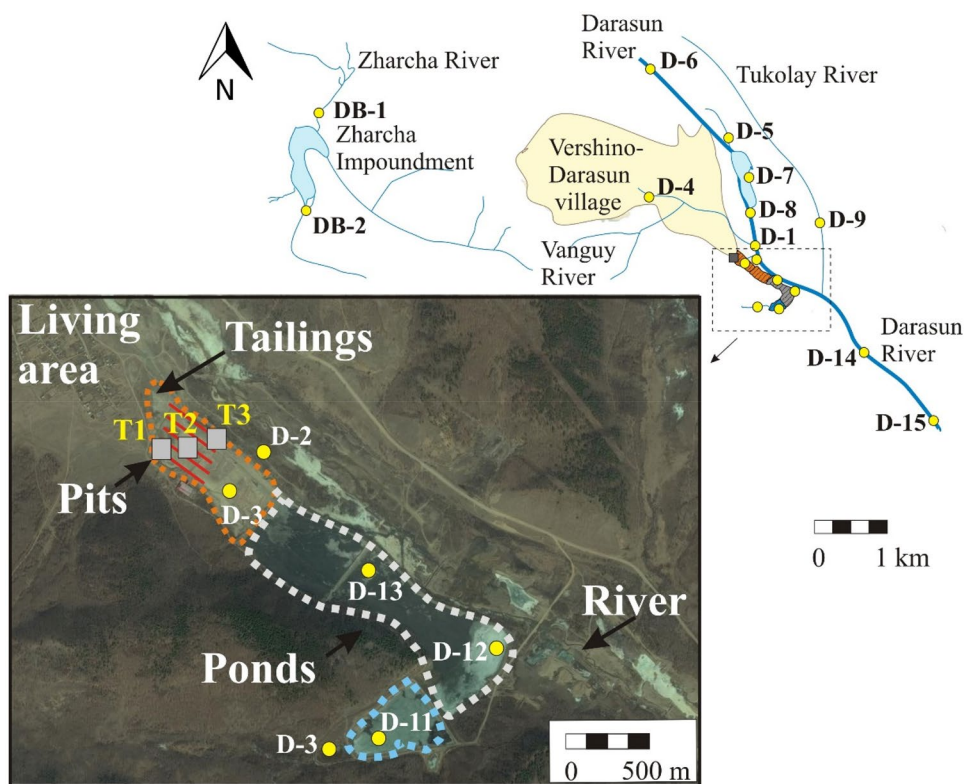 Darasun
River
D-6
Zharcha River
Tukolay River
N
DB-1
Zharcha
Impoundment
D-5
Vershino-
Darasun
village
D-7
D-4
D-8
D-9
DB-2
D-1
Vanguy
River
Living
area
Tailings
T1
T2
T3
D-2
Pits
D-3
D-13
River
Ponds
D-12
D-11
D-3
0
500 m
Darasun
River
D-14
D-15
0
1 km